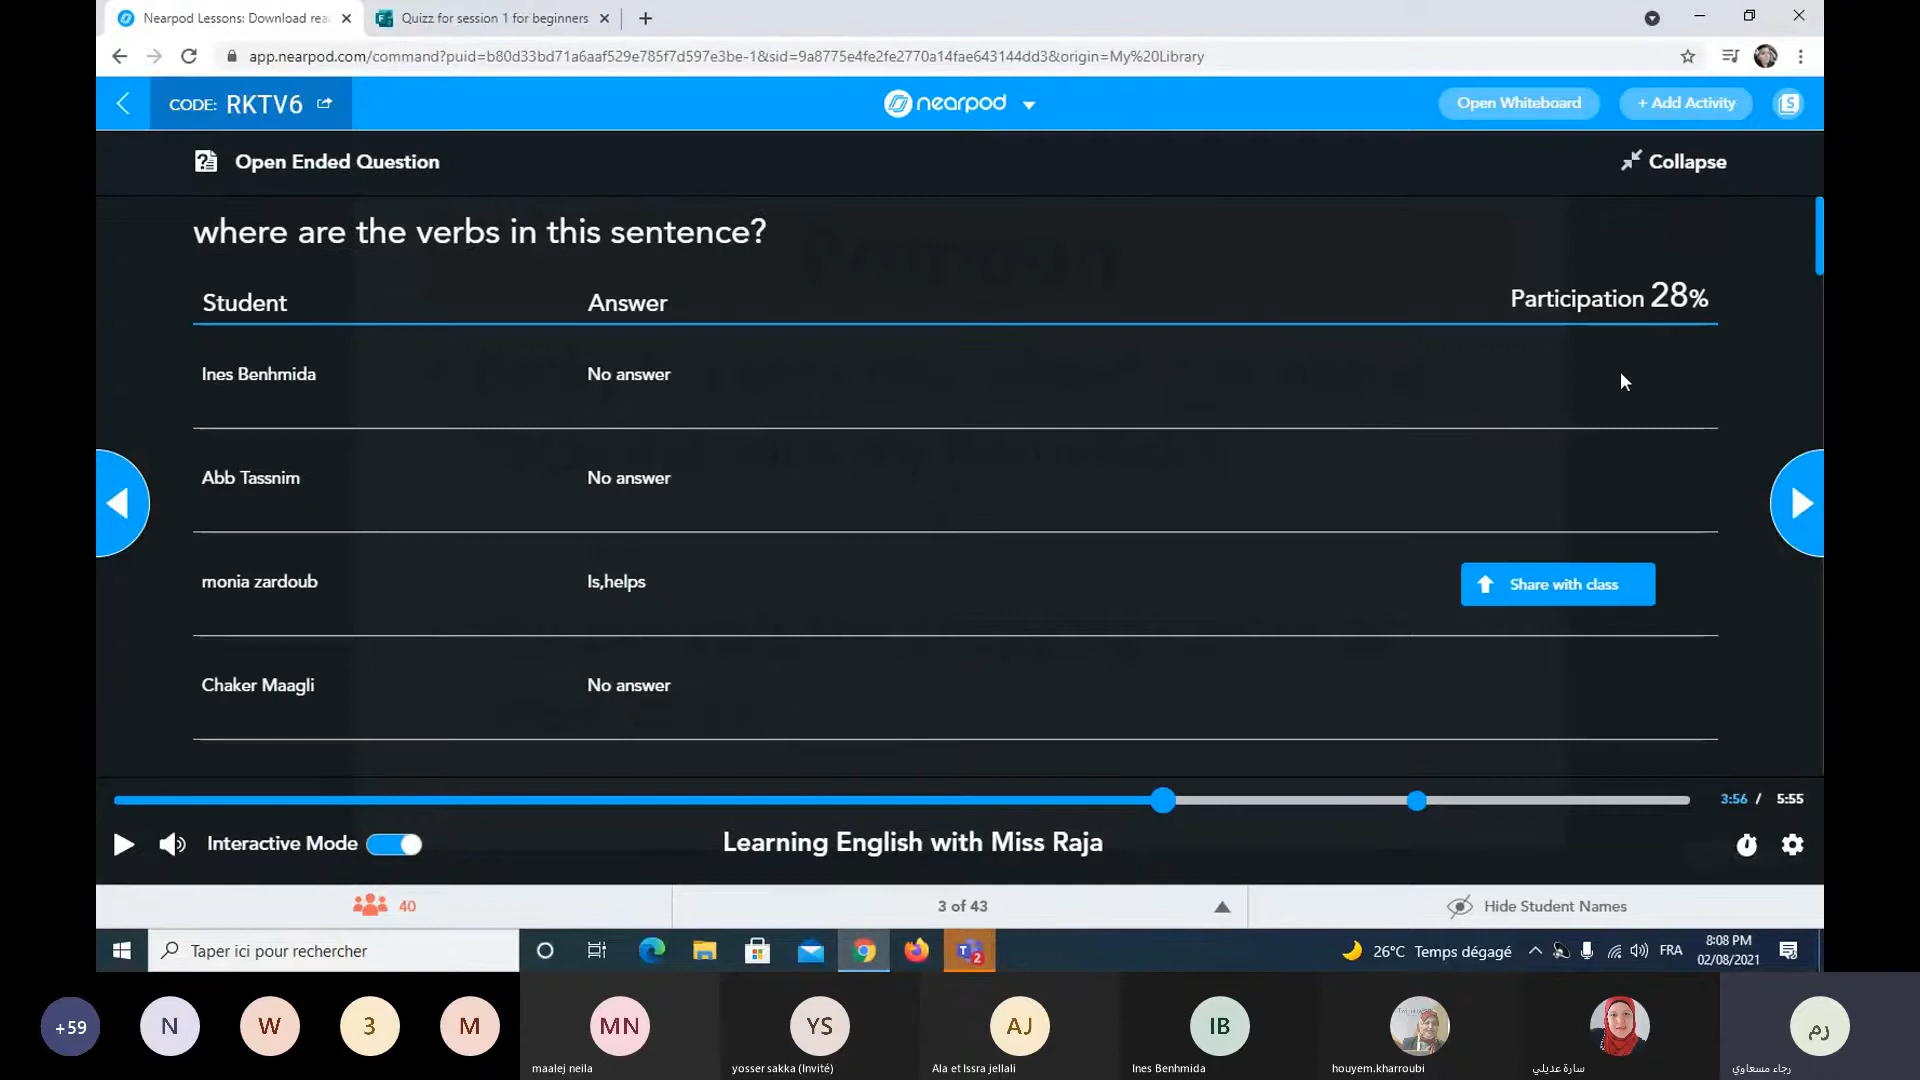 Nearpod Lessons: Download rea
Quizz for session 1 for beginners
app.nearpod.com/command?puid=b80d33bd71a6aaf529e785f7d597e3be-1&sid=9a8775e4fe2fe2770a14fae643144dd3&origin=My%20Library
CODE: RKTV6
nearpod
Open Whiteboard
+ Add Activity
S
Open Ended Question
Collapse
where are the verbs in this sentence?
Student
Answer
Participation 28%
Ines Benhmida
No answer
Abb Tassnim
No answer
monia zardoub
Is,helps
Share with class
Chaker Maagli
No answer
3:56 / 5:55
Interactive Mode
Learning English with Miss Raja
40
3 of 43
Hide Student Names
Taper ici pour rechercher
2
26°C Temps dégagé
FRA
8:08 PM
02/08/2021
+59
N
W
3
M
MN
YS
AJ
IB
رم
maalej neila
yosser sakka (Invité)
Ala et Issra jellali
Ines Benhmida
houyem.kharroubi
سارة عديلي
رجاء مسعاوي